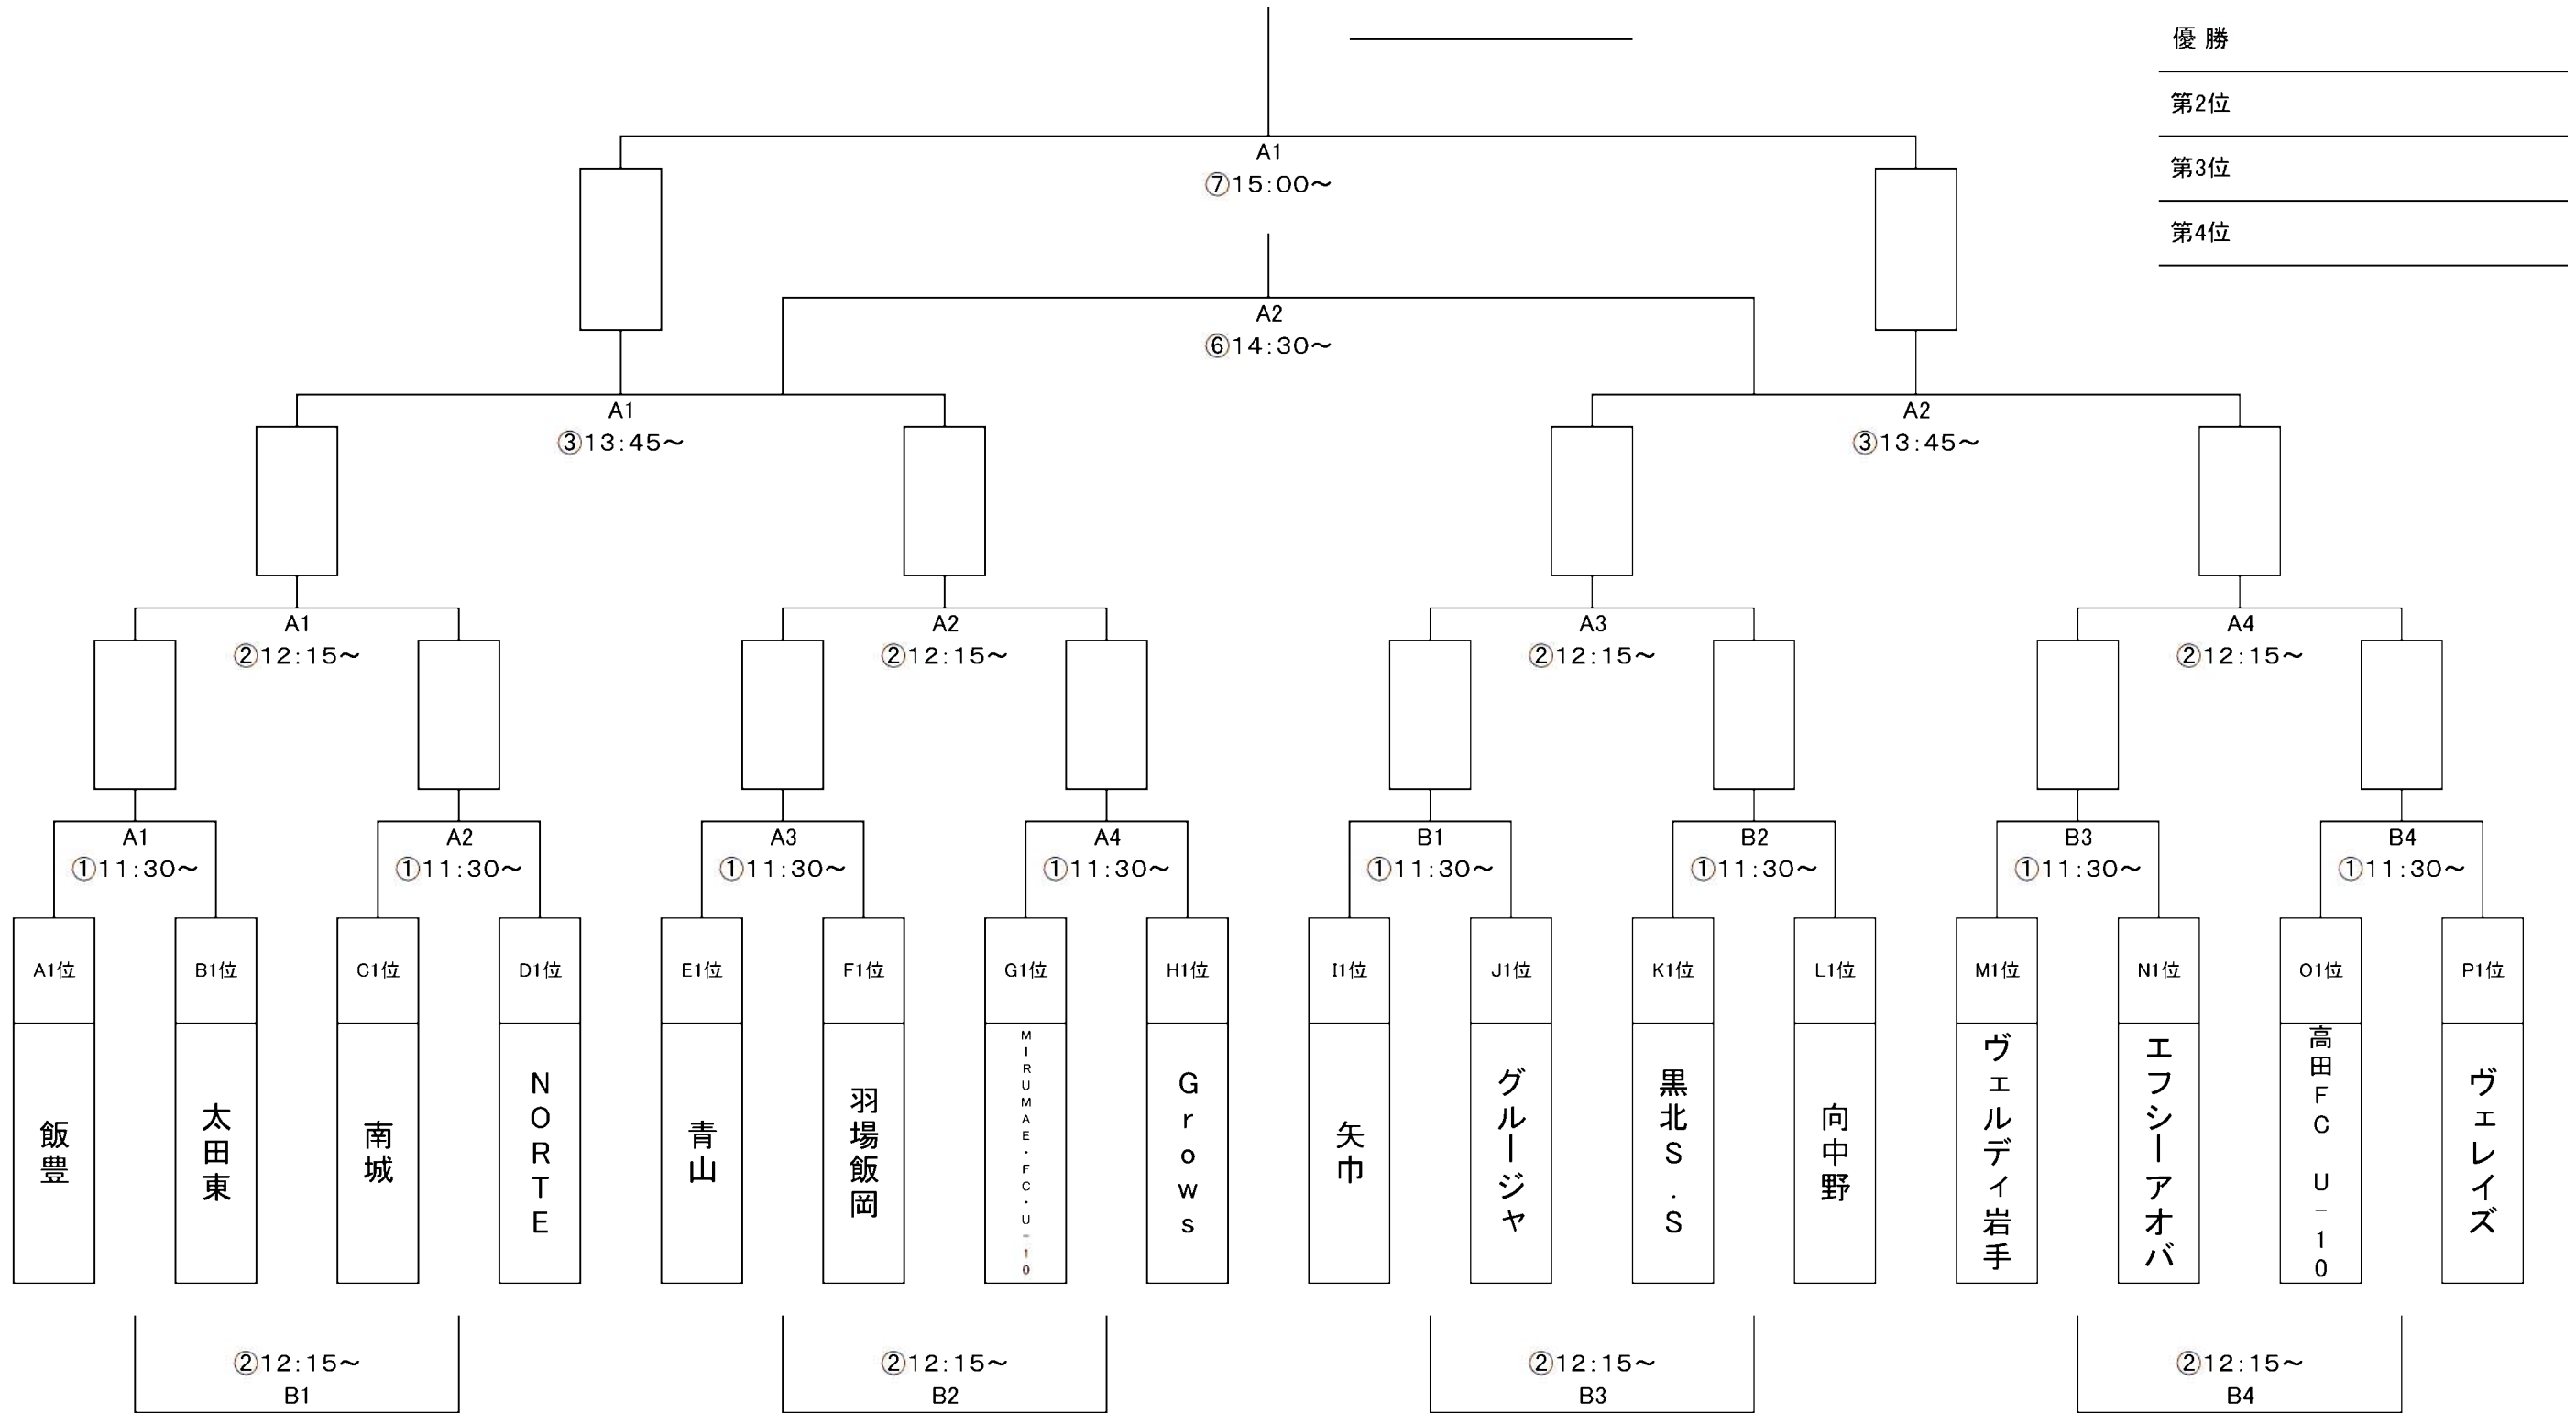 優 勝
第2位
第3位
第4位
A1
⑦15:00～
A2
⑥14:30～
A1
③13:45～
A2
③13:45～
A1
②12:15～
A2
②12:15～
A3
②12:15～
A4
②12:15～
A1
①11:30～
A2
①11:30～
A3
①11:30～
A4
①11:30～
B1
①11:30～
B2
①11:30～
B3
①11:30～
B4
①11:30～
A1位
B1位
C1位
D1位
E1位
F1位
G1位
H1位
I1位
J1位
K1位
L1位
M1位
N1位
O1位
P1位
飯豊
太田東
南城
NORTE
青山
羽場飯岡
MIRUMAE・FC・U-10
Grows
矢巾
グルージャ
黒北S.S
向中野
ヴェルディ岩手
エフシーアオバ
高田FC U-10
ヴェレイズ
②12:15～
B1
②12:15～
B2
②12:15～
B3
②12:15～
B4